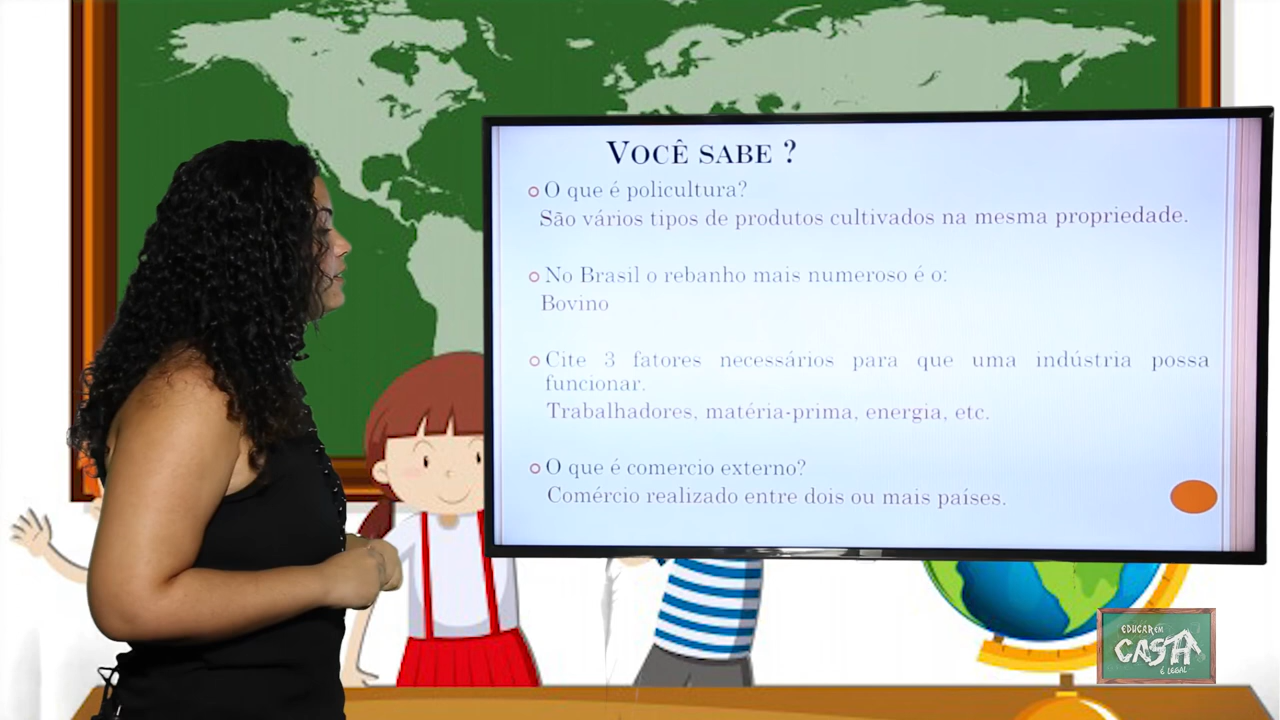 VOCÊ SABE ?
O que é policultura?
São vários tipos de produtos cultivados na mesma propriedade.
No Brasil o rebanho mais numeroso é o:
Bovino
Cite 3 fatores necessários para que uma indústria possa
funcionar.
Trabalhadores, matéria-prima, energia, etc.
O que é comercio externo?
Comércio realizado entre dois ou mais países.
EDUCAR EM
CASA
É LEGAL